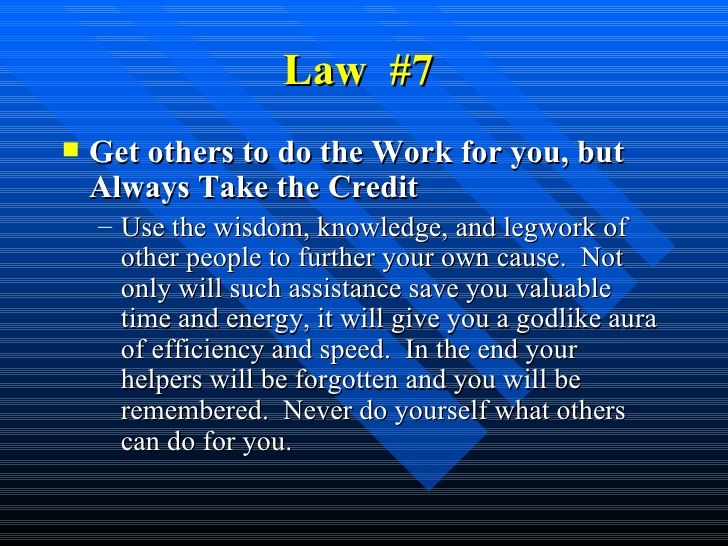 Law #7
Get others to do the Work for you, but
Always Take the Credit
– Use the wisdom, knowledge, and legwork of
other people to further your own cause. Not
only will such assistance save you valuable
time and energy, it will give you a godlike aura
of efficiency and speed. In the end your
helpers will be forgotten and you will be
remembered. Never do yourself what others
can do for you.